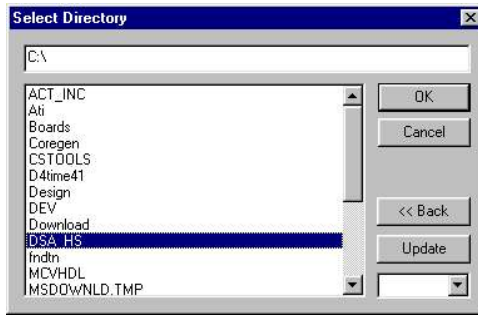 Select Directory
C:\
ACT_INC
Ati
Boards
Coregen
CSTOOLS
D4time41
Design
DEV
Download
DSA_HS
fndtn
MCVHDL
MSDOWNLD.TMP
OK
Cancel
<< Back
Update